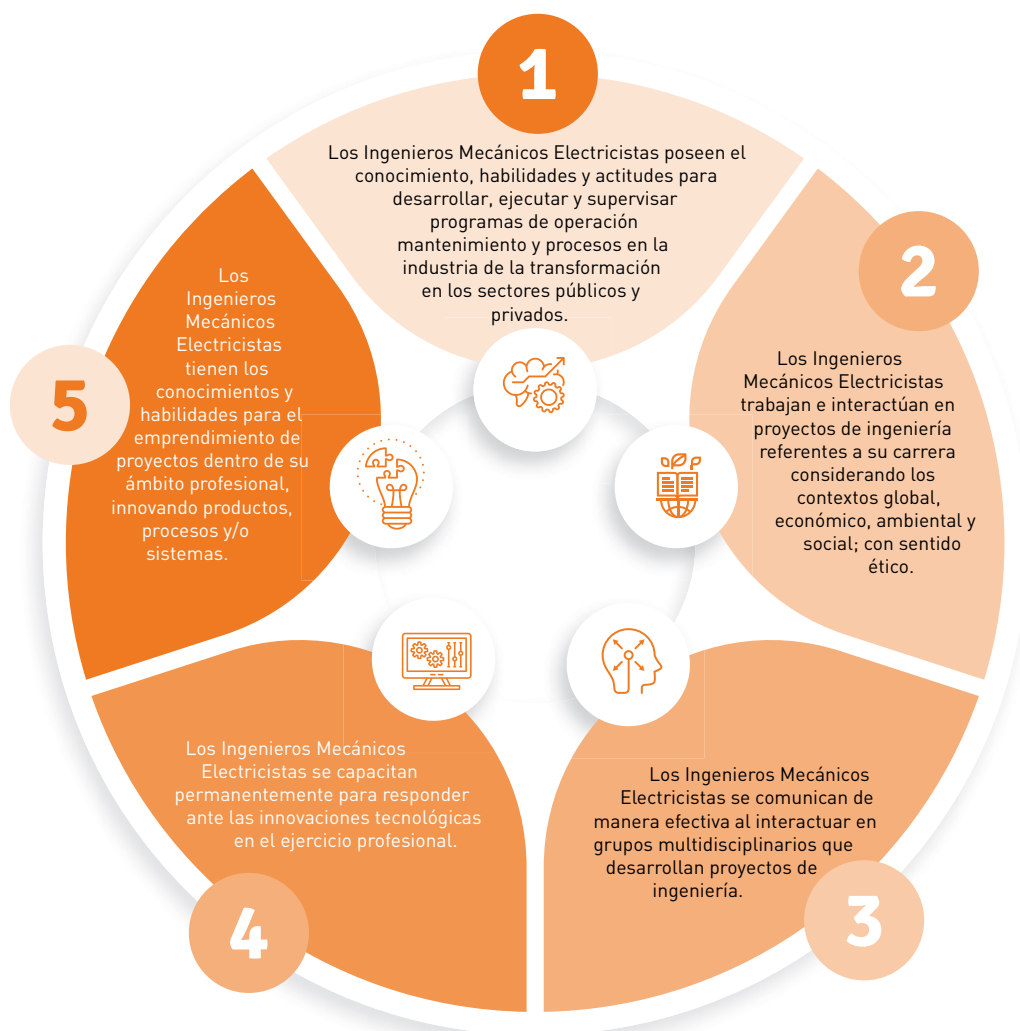 1
Los Ingenieros Mecánicos Electricistas poseen el
conocimiento, habilidades y actitudes para
desarrollar, ejecutar y supervisar
programas de operación
mantenimiento y procesos en la
industria de la transformación
en los sectores públicos y
privados.
2
Los Ingenieros
Mecánicos Electricistas
trabajan e interactúan en
proyectos de ingeniería
referentes a su carrera
considerando los
contextos global,
económico, ambiental y
social; con sentido
ético.
3
Los Ingenieros Mecánicos
Electricistas se comunican de
manera efectiva al interactuar en
grupos multidisciplinarios que
desarrollan proyectos de
ingeniería.
4
Los Ingenieros Mecánicos
Electricistas se capacitan
permanentemente para responder
ante las innovaciones tecnológicas
en el ejercicio profesional.
5
Los
Ingenieros
Mecánicos
Electricistas
tienen los
conocimientos y
habilidades para el
emprendimiento de
proyectos dentro de su
ámbito profesional,
innovando productos,
procesos y/o
sistemas.